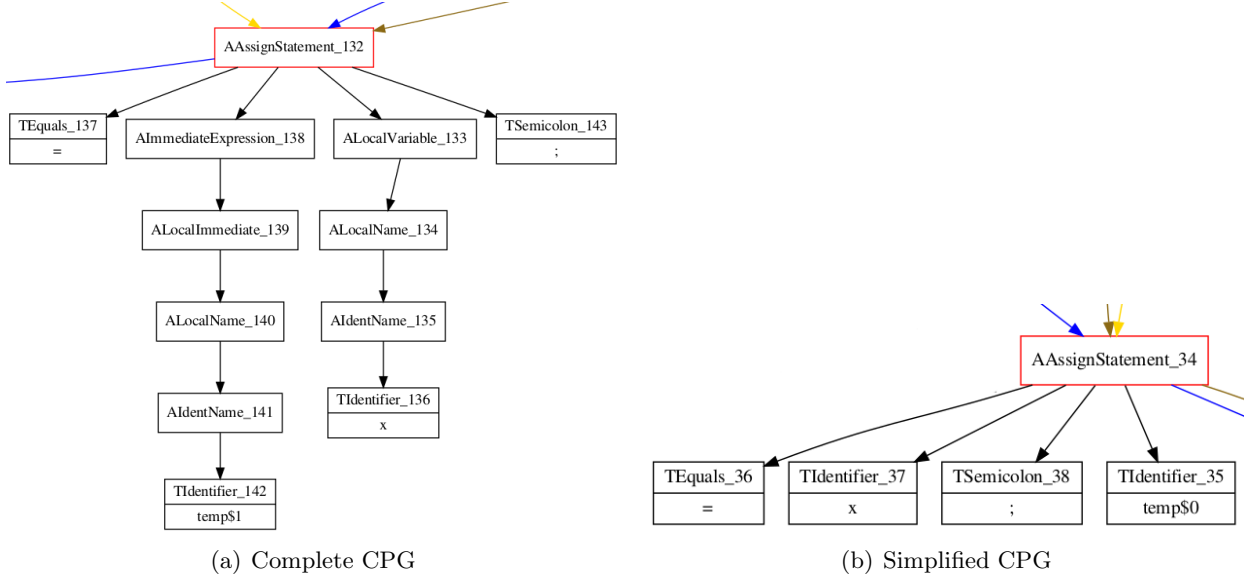 AAssignStatement_132
TEquals_137
=
AImmediateExpression_138
ALocalVariable_133
TSemicolon_143
;
ALocalImmediate_139
ALocalName_134
ALocalName_140
AIdentName_135
AIdentName_141
TIdentifier_136
x
TIdentifier_142
temp$1
(a) Complete CPG
AAssignStatement_34
TEquals_36
=
TIdentifier_37
x
TSemicolon_38
;
TIdentifier_35
temp$0
(b) Simplified CPG